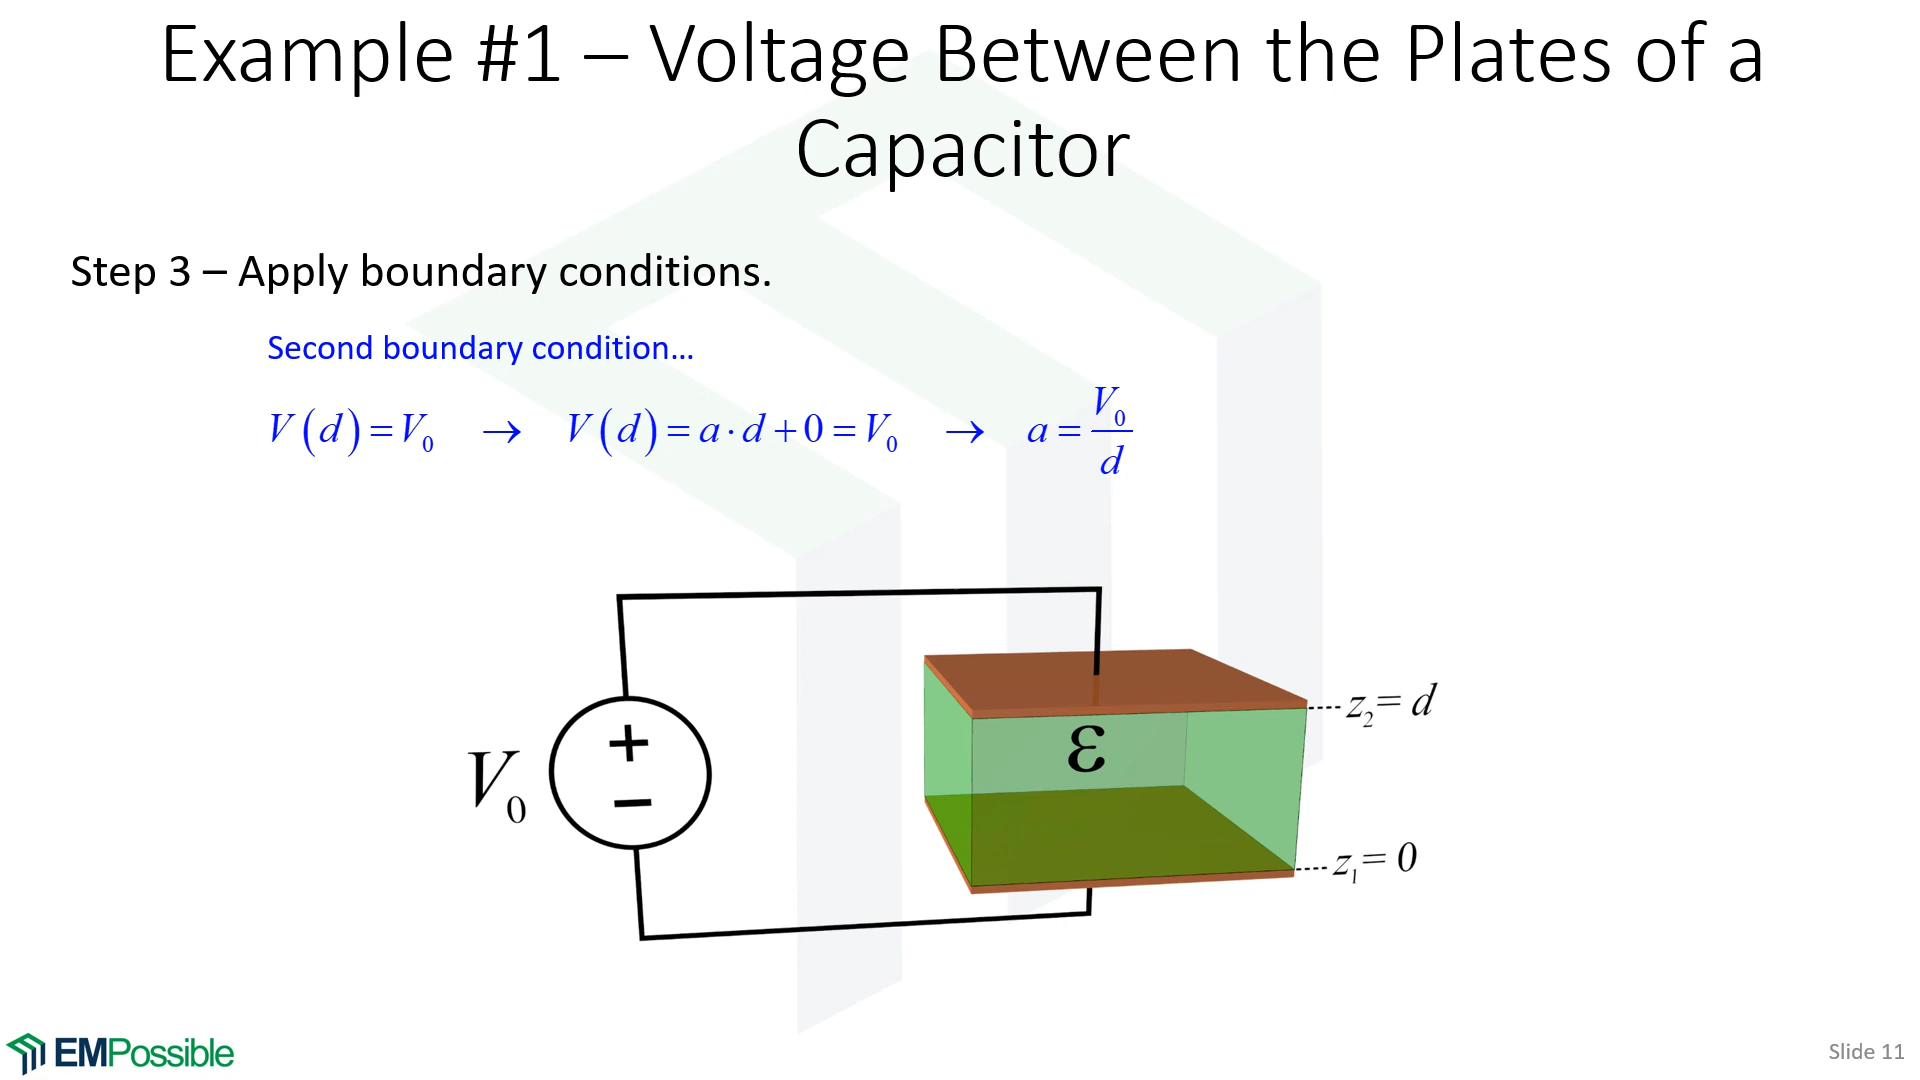 Example #1 – Voltage Between the Plates of a
Capacitor
Step 3 – Apply boundary conditions.
Second boundary condition…
V(d) = V₀ → V(d) = a·d + 0 = V₀ → a = V₀/d
z₂= d
ε
V₀
+
−
z₁= 0
EMPossible
Slide 11